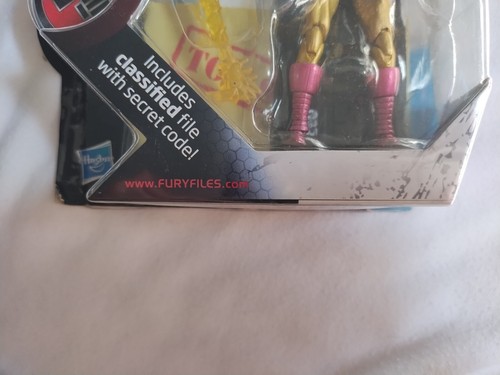 Includes
classified file
with secret code!
Hasbro
www.FURYFILES.com